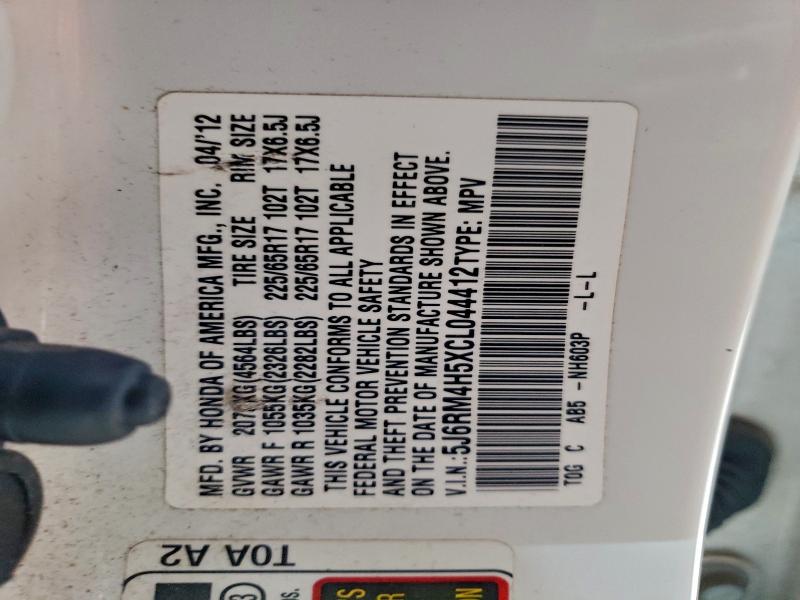 MFD. BY HONDA OF AMERICA MFG., INC. 04/'12
GVWR 2070KG(4564LBS) TIRE SIZE RIM SIZE
GAWR F 1055KG(2326LBS) 225/65R17 102T 17X6.5J
GAWR R 1035KG(2282LBS) 225/65R17 102T 17X6.5J
THIS VEHICLE CONFORMS TO ALL APPLICABLE
FEDERAL MOTOR VEHICLE SAFETY
AND THEFT PREVENTION STANDARDS IN EFFECT
ON THE DATE OF MANUFACTURE SHOWN ABOVE.
V.I.N.:5J6RM4H5XCL044412TYPE: MPV
TOG C AB5 -NH603P -L-L
TOA A2